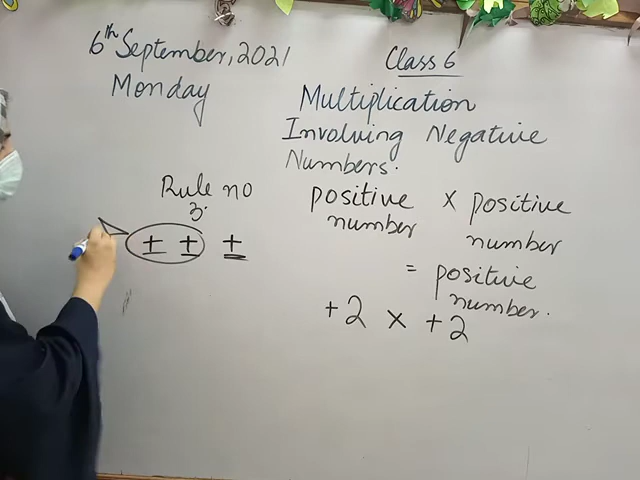 6th September, 2021
Monday
Class 6
Multiplication
Involving Negative
Numbers.
Rule no
3.
± ± ±
positive × positive
number number
= positive
number.
+2 × +2